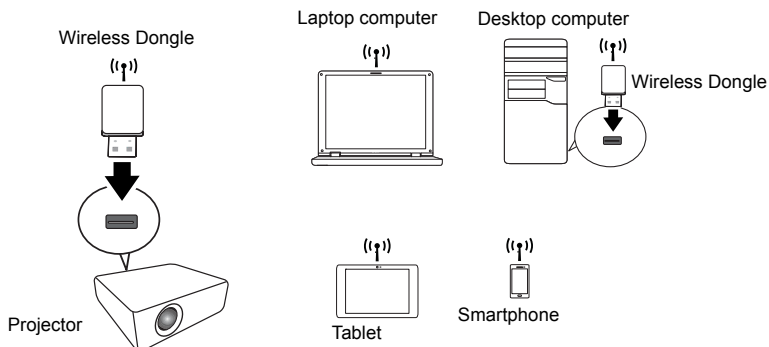 Laptop computer
Desktop computer
Wireless Dongle
Wireless Dongle
Projector
Tablet
Smartphone